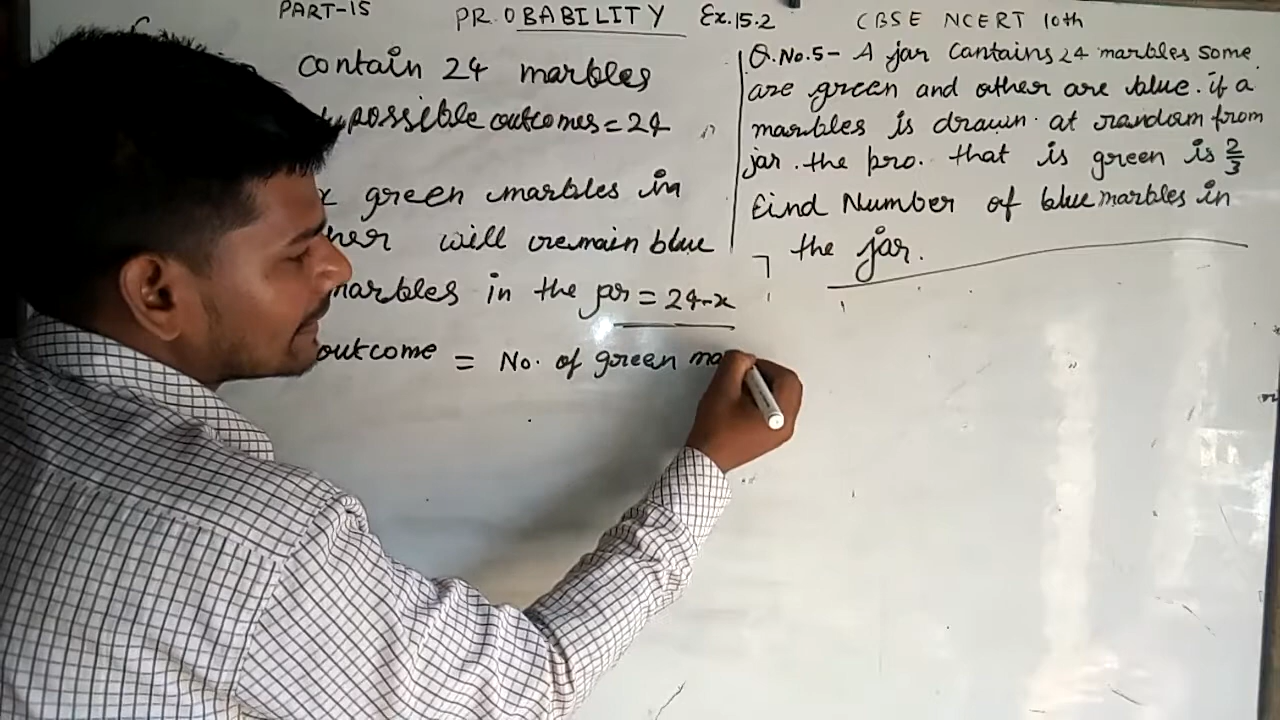 PART-15 PROBABILITY Ex.15.2 CBSE NCERT 10th
contain 24 marbles
possible outcomes = 24
x green marbles in
will remain blue
marbles in the jar = 24-x
outcome = No. of green ma
Q.No.5- A jar cantains 24 marbles some
are green and other are blue. if a
marbles is drawn at random from
jar. the pro. that is green is 2/3
Find Number of blue marbles in
the jar.